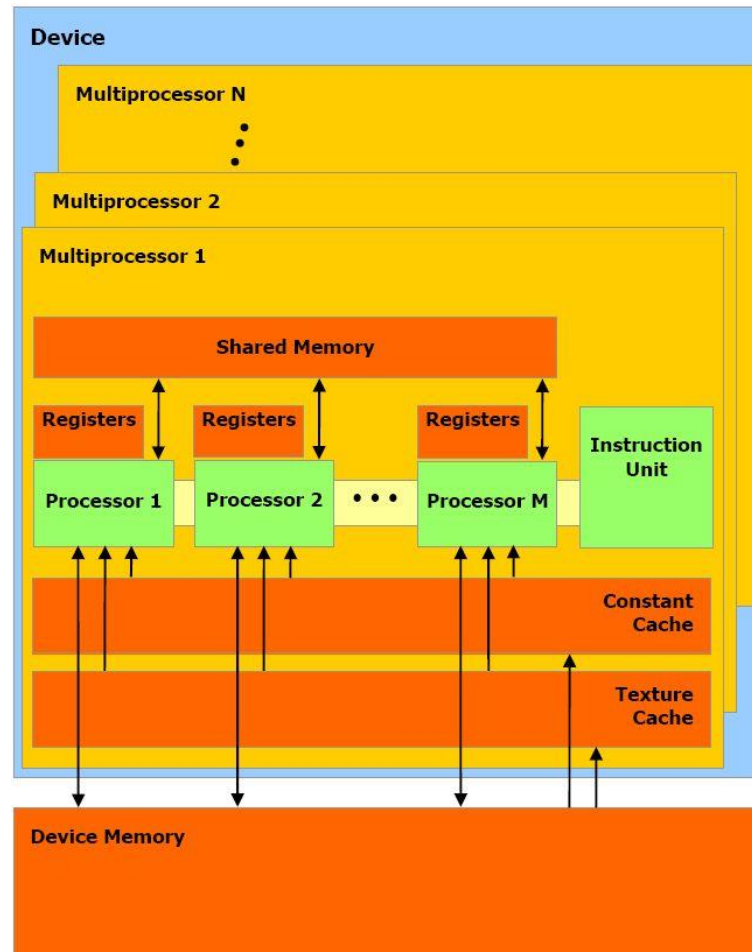 Device
Multiprocessor N
Multiprocessor 2
Multiprocessor 1
Shared Memory
Registers
Registers
Registers
Instruction
Unit
Processor 1
Processor 2
Processor M
Constant
Cache
Texture
Cache
Device Memory